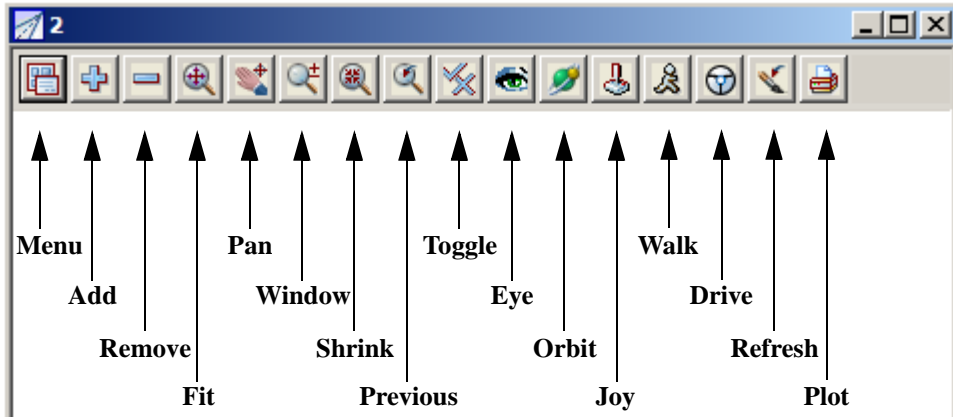 2
Menu Pan Toggle Walk
Add Window Eye Drive
Remove Shrink Orbit Refresh
Fit Previous Joy Plot